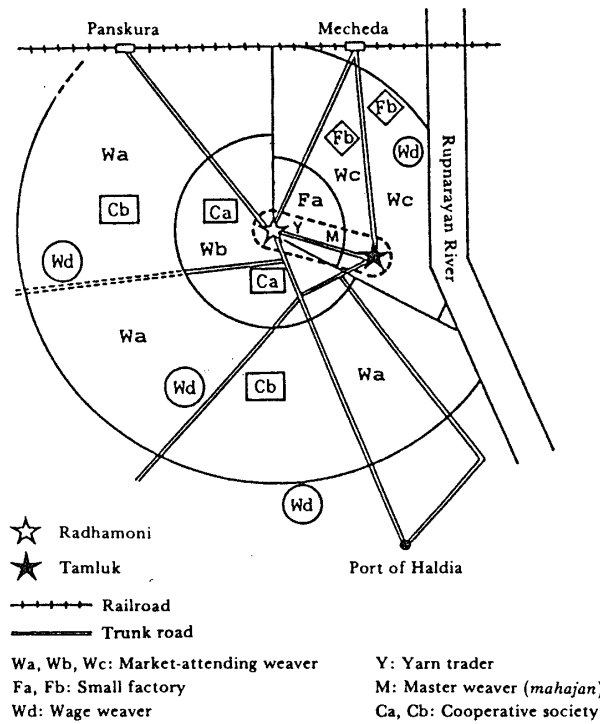 Panskura
Mecheda
Fb
Fb
Wd
Wa
Wc
Rupnarayan River
Cb
Ca
Fa
Wc
Y
M
Wb
Wd
Ca
Wa
Wa
Wd
Cb
Wd
Radhamoni
Tamluk
Port of Haldia
Railroad
Trunk road
Wa, Wb, Wc: Market-attending weaver
Y: Yarn trader
Fa, Fb: Small factory
M: Master weaver (mahajan)
Wd: Wage weaver
Ca, Cb: Cooperative society